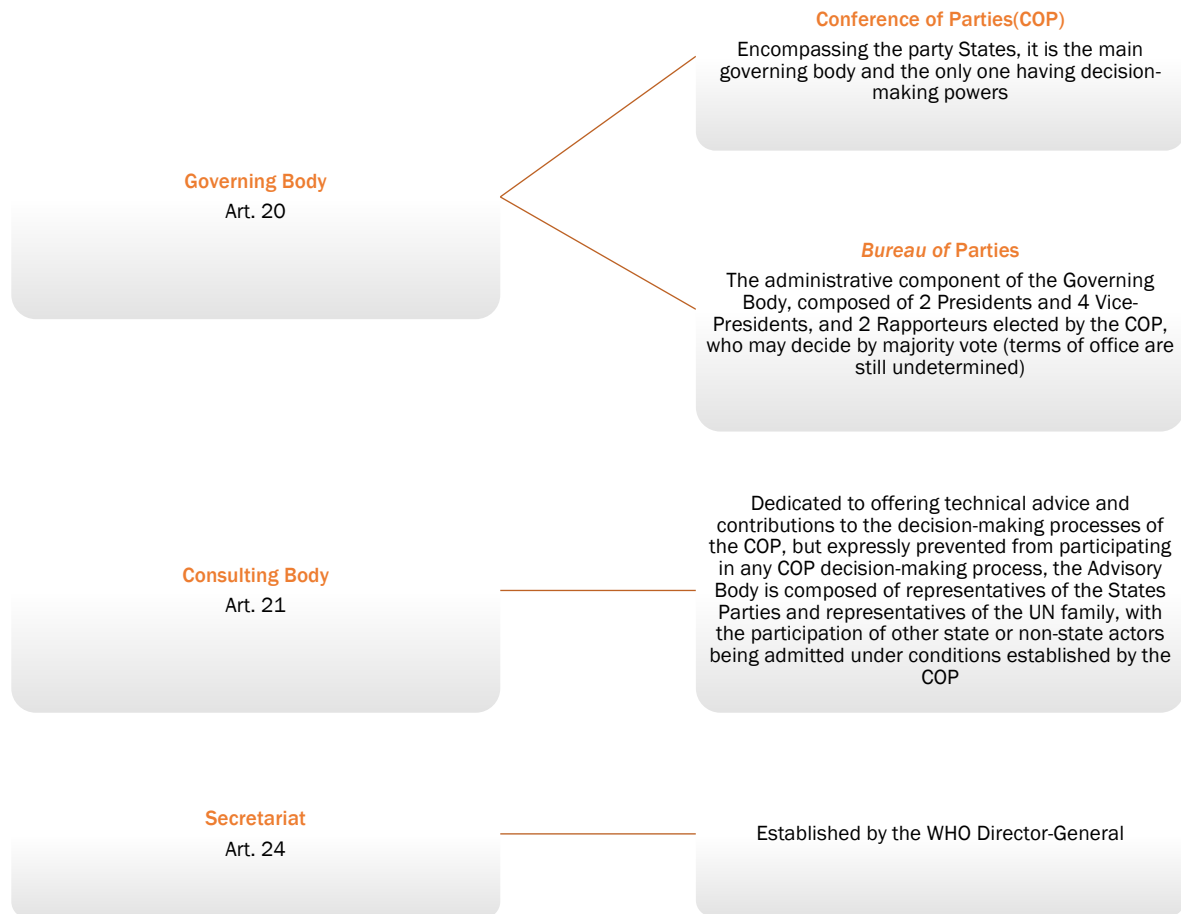 Conference of Parties(COP)
Encompassing the party States, it is the main
governing body and the only one having decision-
making powers
Governing Body
Art. 20
Bureau of Parties
The administrative component of the Governing
Body, composed of 2 Presidents and 4 Vice-
Presidents, and 2 Rapporteurs elected by the COP,
who may decide by majority vote (terms of office are
still undetermined)
Consulting Body
Art. 21
Dedicated to offering technical advice and
contributions to the decision-making processes of
the COP, but expressly prevented from participating
in any COP decision-making process, the Advisory
Body is composed of representatives of the States
Parties and representatives of the UN family, with
the participation of other state or non-state actors
being admitted under conditions established by the
COP
Secretariat
Art. 24
Established by the WHO Director-General